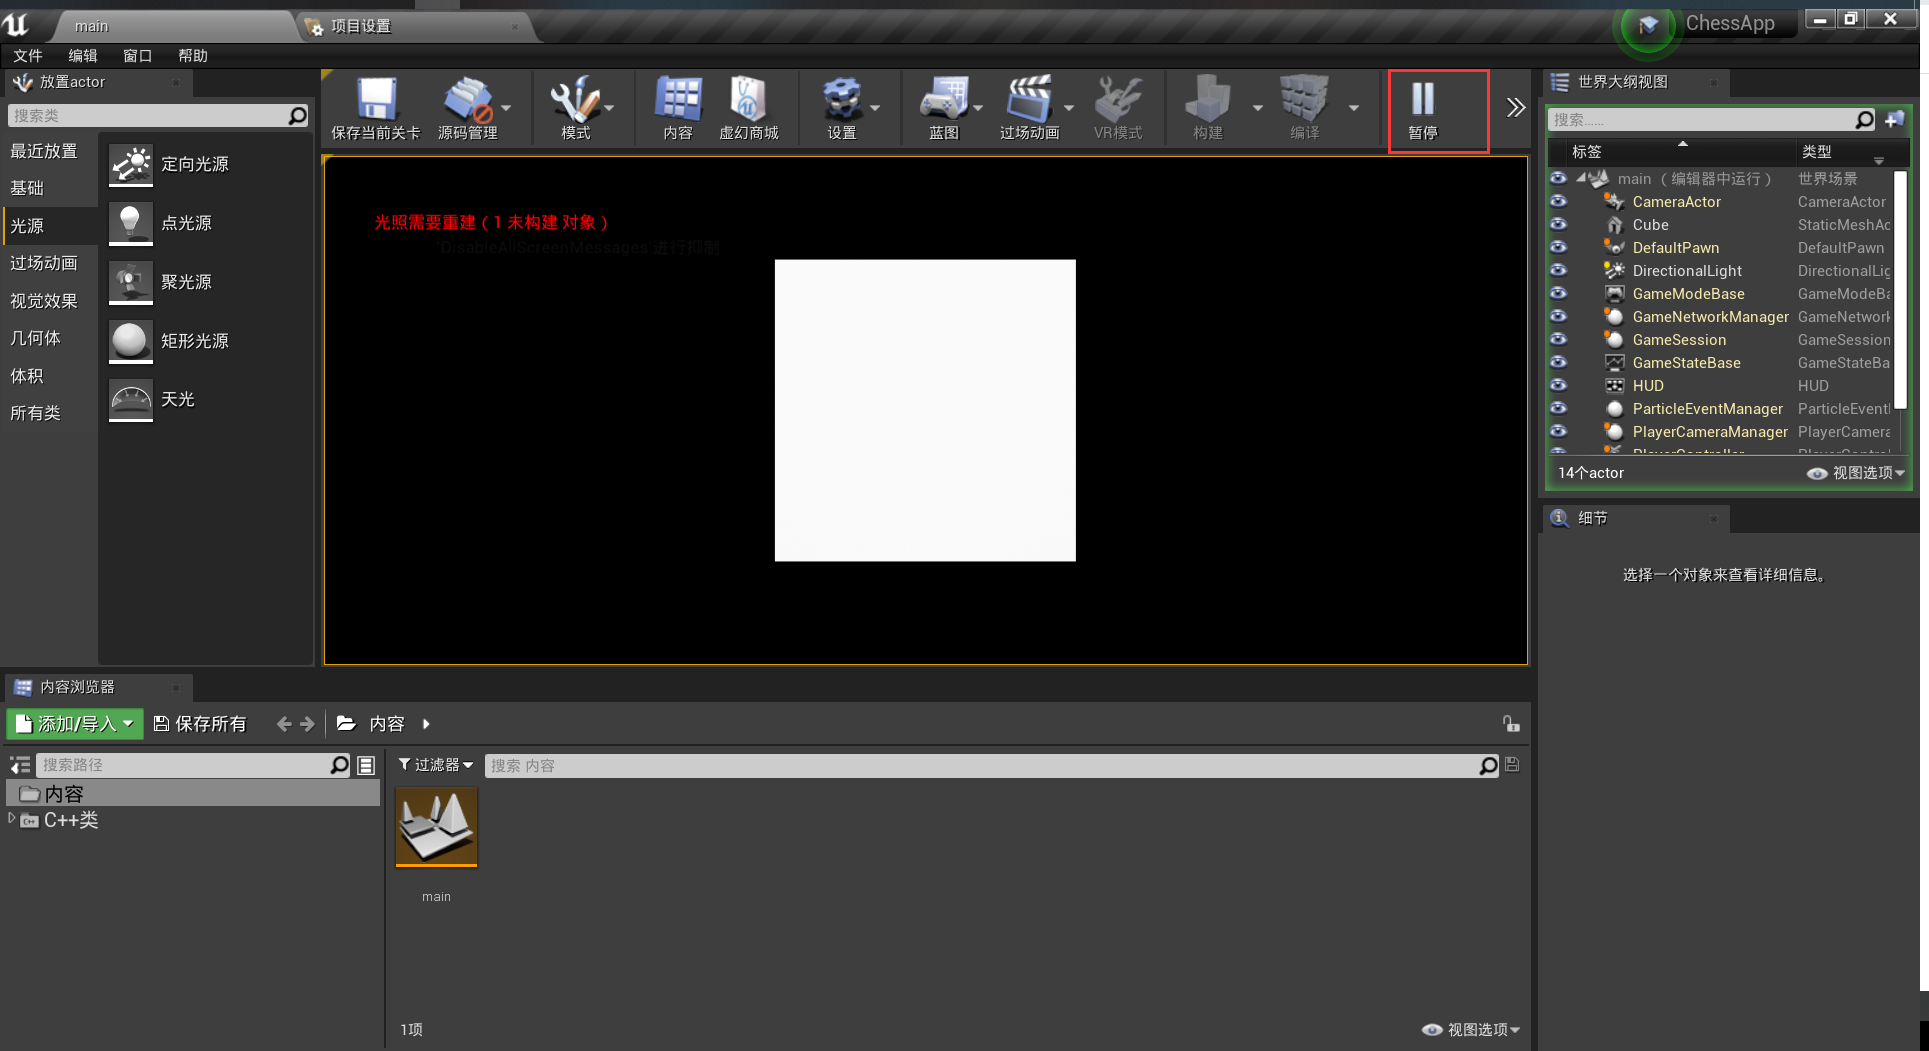 main
项目设置
ChessApp
文件 编辑 窗口 帮助
放置actor
搜索类
最近放置
基础
光源
过场动画
视觉效果
几何体
体积
所有类
定向光源
点光源
聚光源
矩形光源
天光
保存当前关卡 源码管理 模式 内容 虚幻商城 设置 蓝图 过场动画 VR模式 构建 编译 暂停
光照需要重建（1 未构建 对象）
'DisableAllScreenMessages'进行抑制
世界大纲视图
搜索......
标签 类型
main（编辑器中运行） 世界场景
CameraActor CameraActor
Cube StaticMeshAc
DefaultPawn DefaultPawn
DirectionalLight DirectionalLig
GameModeBase GameModeBa
GameNetworkManager GameNetwork
GameSession GameSession
GameStateBase GameStateBa
HUD HUD
ParticleEventManager ParticleEventl
PlayerCameraManager PlayerCamera
14个actor 视图选项
细节
选择一个对象来查看详细信息。
内容浏览器
添加/导入 保存所有 内容
搜索路径
内容
C++类
过滤器 搜索 内容
main
1项 视图选项